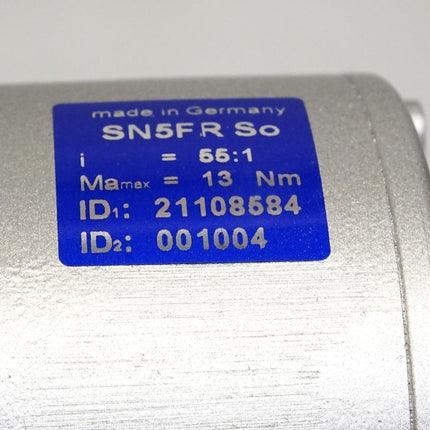 made in Germany
SN5FR So
i = 55:1
Mamax = 13 Nm
ID1: 21108584
ID2: 001004